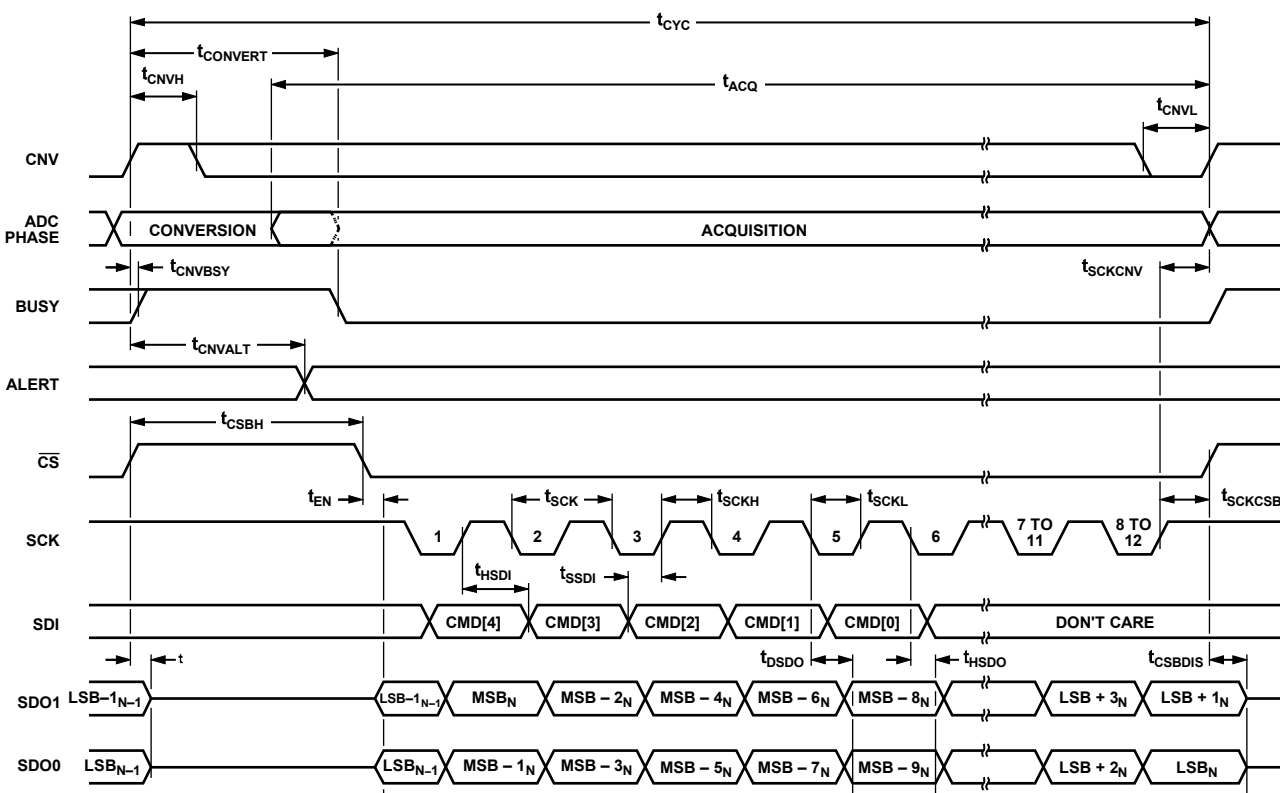 tCYC
tCONVERT
tCNVH
tACQ
tCNVL
CNV
ADC
PHASE
CONVERSION
ACQUISITION
tCNVBSY
tSCKCNV
BUSY
tCNVALT
ALERT
tCSBH
CS
tEN
tSCK
tSCKH
tSCKL
tSCKCSB
SCK
1
2
3
4
5
6
7 TO
11
8 TO
12
tHSDI
tSSDI
SDI
CMD[4]
CMD[3]
CMD[2]
CMD[1]
CMD[0]
DON'T CARE
t
tDSDO
tHSDO
tCSBDIS
SDO1 LSB–1N–1 LSB–1N–1 MSBN MSB – 2N MSB – 4N MSB – 6N MSB – 8N LSB + 3N LSB + 1N
SDO0 LSBN–1 LSBN–1 MSB – 1N MSB – 3N MSB – 5N MSB – 7N MSB – 9N LSB + 2N LSBN